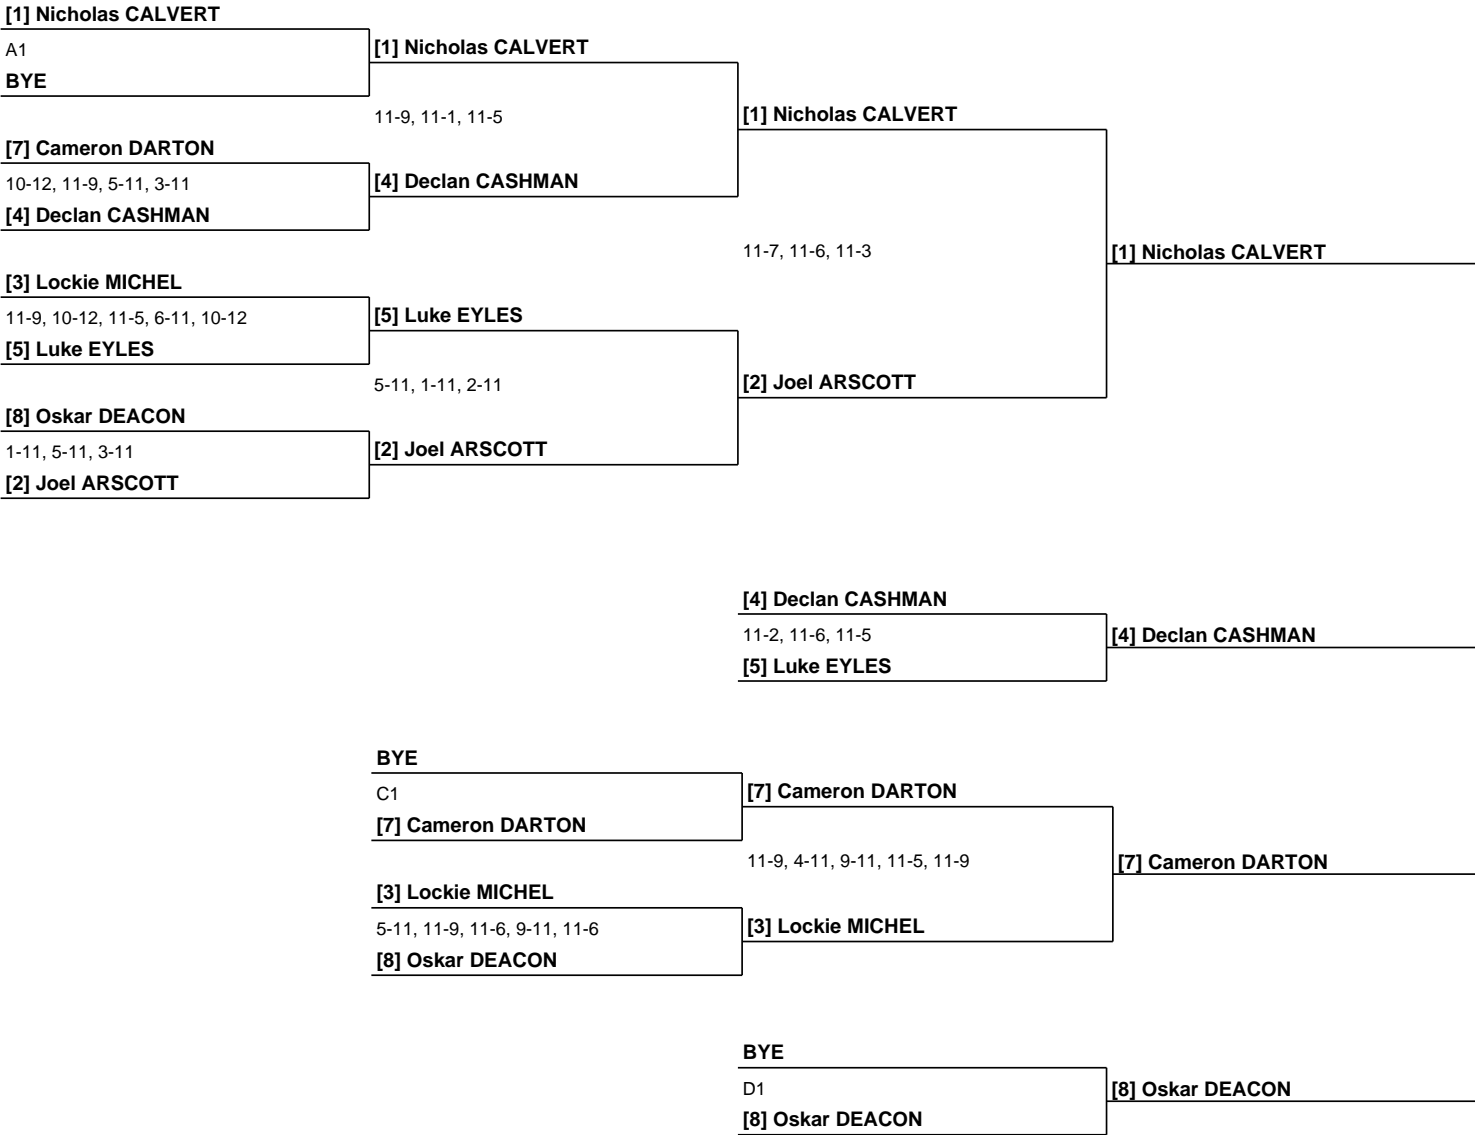 [1] Nicholas CALVERT
A1
BYE
[1] Nicholas CALVERT
11-9, 11-1, 11-5
[7] Cameron DARTON
10-12, 11-9, 5-11, 3-11
[4] Declan CASHMAN
[4] Declan CASHMAN
[1] Nicholas CALVERT
11-7, 11-6, 11-3
[1] Nicholas CALVERT
[3] Lockie MICHEL
11-9, 10-12, 11-5, 6-11, 10-12
[5] Luke EYLES
[5] Luke EYLES
5-11, 1-11, 2-11
[2] Joel ARSCOTT
[8] Oskar DEACON
1-11, 5-11, 3-11
[2] Joel ARSCOTT
[2] Joel ARSCOTT
[4] Declan CASHMAN
11-2, 11-6, 11-5
[5] Luke EYLES
[4] Declan CASHMAN
BYE
C1
[7] Cameron DARTON
[7] Cameron DARTON
11-9, 4-11, 9-11, 11-5, 11-9
[7] Cameron DARTON
[3] Lockie MICHEL
5-11, 11-9, 11-6, 9-11, 11-6
[8] Oskar DEACON
[3] Lockie MICHEL
BYE
D1
[8] Oskar DEACON
[8] Oskar DEACON